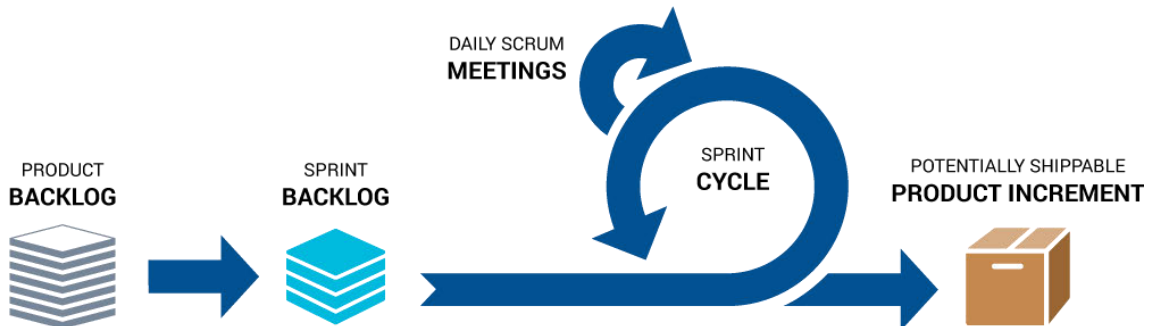 DAILY SCRUM
MEETINGS
PRODUCT
BACKLOG
SPRINT
BACKLOG
SPRINT
CYCLE
POTENTIALLY SHIPPABLE
PRODUCT INCREMENT